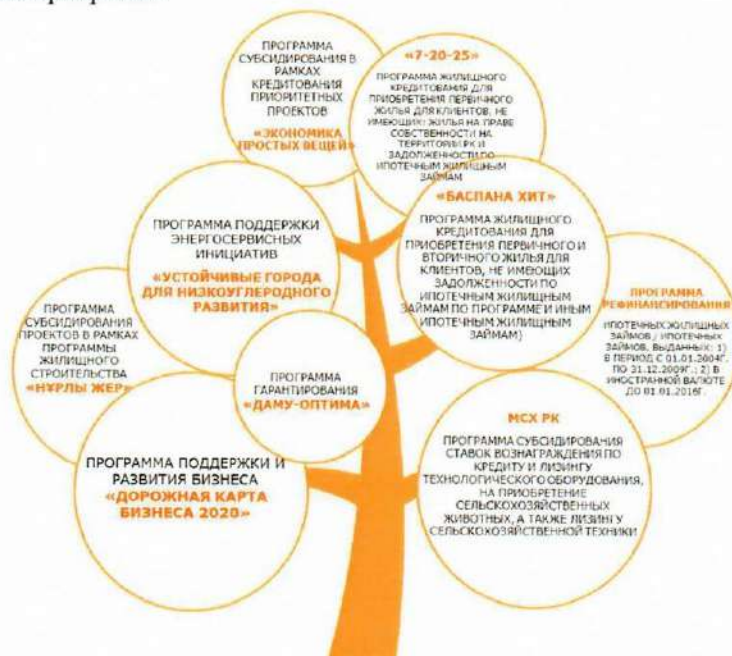 ПРОГРАММА
СУБСИДИРОВАНИЯ В
РАМКАХ
КРЕДИТОВАНИЯ
ПРИОРИТЕТНЫХ
ПРОЕКТОВ
«ЭКОНОМИКА
ПРОСТЫХ ВЕЩЕЙ»
«7-20-25»
ПРОГРАММА ЖИЛИЩНОГО
КРЕДИТОВАНИЯ ДЛЯ
ПРИОБРЕТЕНИЯ ПЕРВИЧНОГО
ЖИЛЬЯ ДЛЯ КЛИЕНТОВ, НЕ
ИМЕЮЩИХ ЖИЛЬЯ НА ПРАВЕ
СОБСТВЕННОСТИ НА
ТЕРРИТОРИИ РК И
ЗАДОЛЖЕННОСТИ ПО
ИПОТЕЧНЫМ ЖИЛИЩНЫМ
ЗАЙМАМ
ПРОГРАММА ПОДДЕРЖКИ
ЭНЕРГОСЕРВИСНЫХ
ИНИЦИАТИВ
«УСТОЙЧИВЫЕ ГОРОДА
ДЛЯ НИЗКОУГЛЕРОДНОГО
РАЗВИТИЯ»
«БАСПАНА ХИТ»
ПРОГРАММА ЖИЛИЩНОГО
КРЕДИТОВАНИЯ ДЛЯ
ПРИОБРЕТЕНИЯ ПЕРВИЧНОГО И
ВТОРИЧНОГО ЖИЛЬЯ ДЛЯ
КЛИЕНТОВ, НЕ ИМЕЮЩИХ
ЗАДОЛЖЕННОСТИ ПО
ИПОТЕЧНЫМ ЖИЛИЩНЫМ
ЗАЙМАМ ПО ПРОГРАММЕ И ИНЫМ
ИПОТЕЧНЫМ ЖИЛИЩНЫМ
ЗАЙМАМ)
ПРОГРАММА
РЕФИНАНСИРОВАНИЯ
ИПОТЕЧНЫХ ЖИЛИЩНЫХ
ЗАЙМОВ / ИПОТЕЧНЫХ
ЗАЙМОВ, ВЫДАННЫХ: 1)
В ПЕРИОД С 01.01.2004Г.
ПО 31.12.2009Г.; 2) В
ИНОСТРАННОЙ ВАЛЮТЕ
ДО 01.01.2016Г.
ПРОГРАММА
СУБСИДИРОВАНИЯ
ПРОЕКТОВ В РАМКАХ
ПРОГРАММЫ
ЖИЛИЩНОГО
СТРОИТЕЛЬСТВА
«НҰРЛЫ ЖЕР»
ПРОГРАММА
ГАРАНТИРОВАНИЯ
«ДАМУ-ОПТИМА»
ПРОГРАММА ПОДДЕРЖКИ И
РАЗВИТИЯ БИЗНЕСА
«ДОРОЖНАЯ КАРТА
БИЗНЕСА 2020»
МСХ РК
ПРОГРАММА СУБСИДИРОВАНИЯ
СТАВОК ВОЗНАГРАЖДЕНИЯ ПО
КРЕДИТУ И ЛИЗИНГУ
ТЕХНОЛОГИЧЕСКОГО ОБОРУДОВАНИЯ,
НА ПРИОБРЕТЕНИЕ
СЕЛЬСКОХОЗЯЙСТВЕННЫХ
ЖИВОТНЫХ, А ТАКЖЕ ЛИЗИНГУ
СЕЛЬСКОХОЗЯЙСТВЕННОЙ ТЕХНИКИ